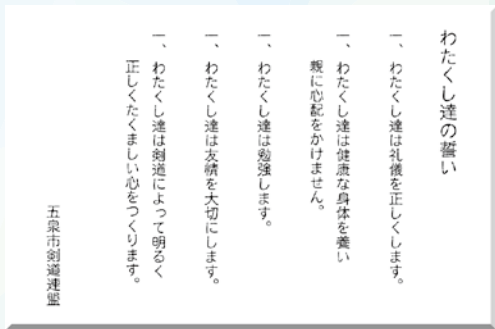 わたくし達の誓い
一、わたくし達は礼儀を正しくします。
一、わたくし達は健康な身体を養い
親に心配をかけません。
一、わたくし達は勉強します。
一、わたくし達は友情を大切にします。
一、わたくし達は剣道によって明るく
正しくたくましい心をつくります。
五泉市剣道連盟